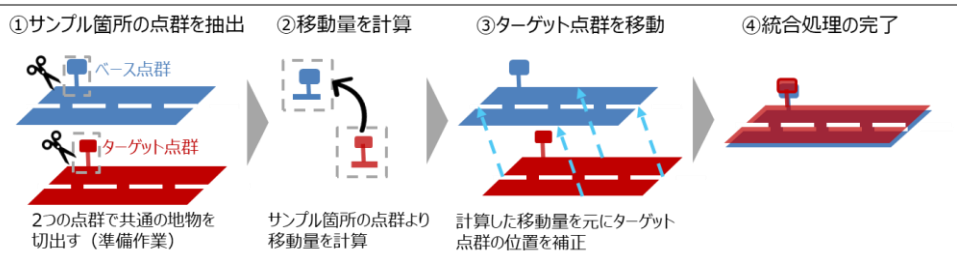 ①サンプル箇所の点群を抽出
②移動量を計算
③ターゲット点群を移動
④統合処理の完了
ベース点群
ターゲット点群
2つの点群で共通の地物を
切出す（準備作業）
サンプル箇所の点群より
移動量を計算
計算した移動量を元にターゲット
点群の位置を補正